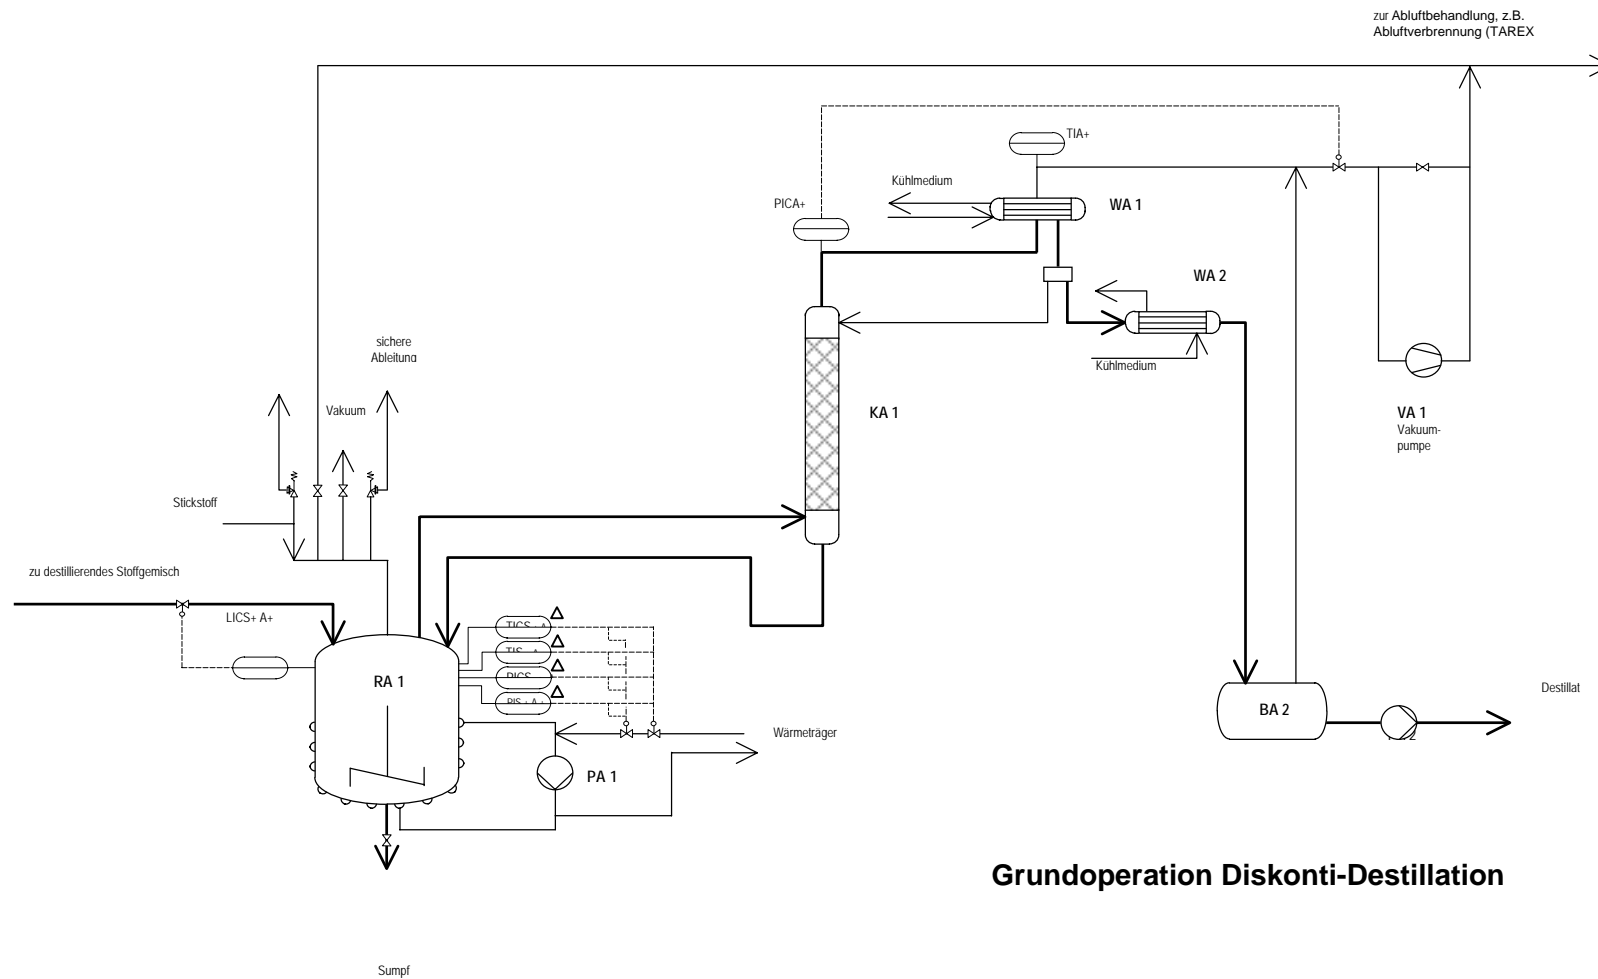 zur Abluftbehandlung, z.B.
Abluftverbrennung (TAREX
TIA+
Kühlmedium
WA 1
PICA+
WA 2
sichere
Ableitung
Kühlmedium
Vakuum
KA 1
VA 1
Vakuum-
pumpe
Stickstoff
zu destillierendes Stoffgemisch
LICS+ A+
RA 1
Destillat
BA 2
Wärmeträger
PA 1
Grundoperation Diskonti-Destillation
Sumpf